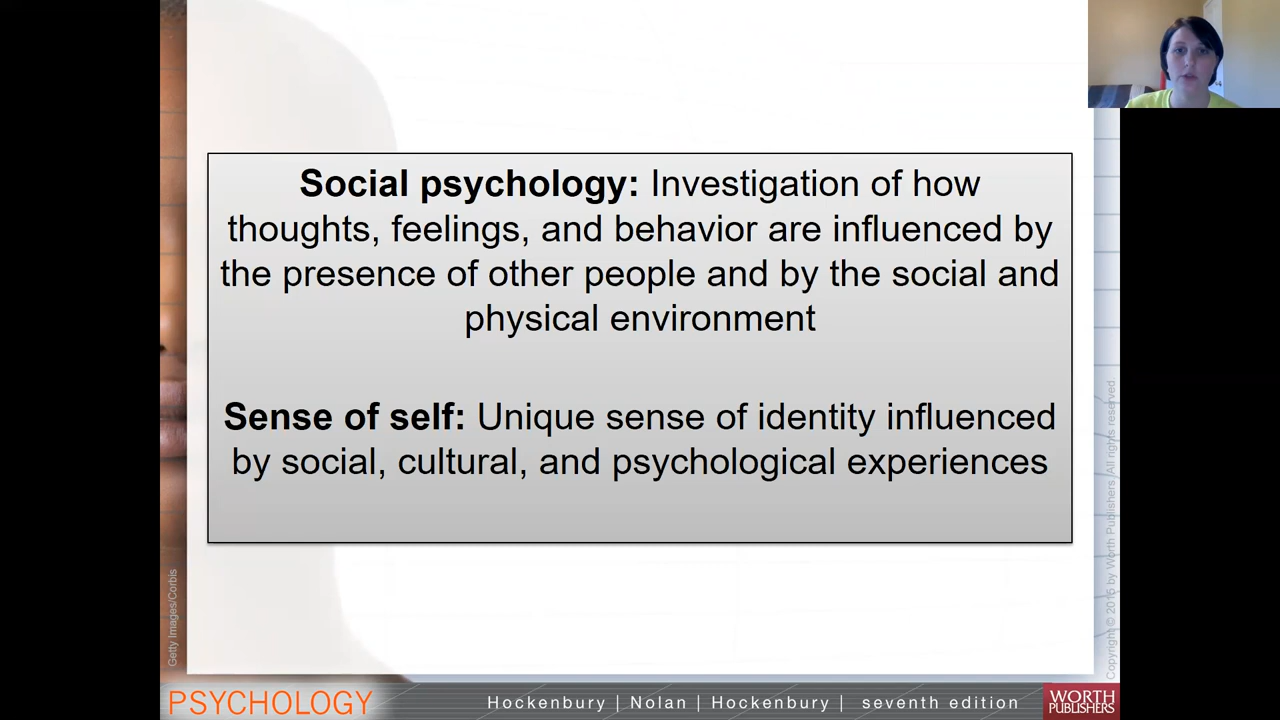 Social psychology: Investigation of how
thoughts, feelings, and behavior are influenced by
the presence of other people and by the social and
physical environment
Sense of self: Unique sense of identity influenced
by social, cultural, and psychological experiences
Getty Images/Corbis
Copyright © 2015 by Worth Publishers. All rights reserved
PSYCHOLOGY
Hockenbury | Nolan | Hockenbury | seventh edition
WORTH
PUBLISHERS